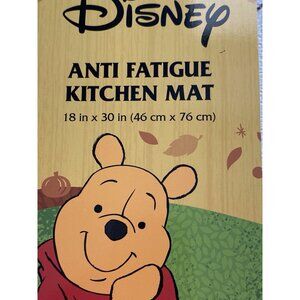 Disney
ANTI FATIGUE
KITCHEN MAT
18 in x 30 in (46 cm x 76 cm)